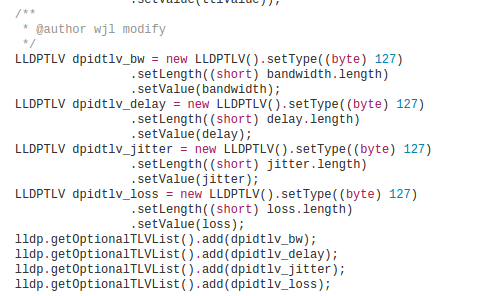 .setValue(ttlValue));
/**
 * @author wjl modify
 */
LLDPTLV dpidtlv_bw = new LLDPTLV().setType((byte) 127)
                .setLength((short) bandwidth.length)
                .setValue(bandwidth);
LLDPTLV dpidtlv_delay = new LLDPTLV().setType((byte) 127)
                .setLength((short) delay.length)
                .setValue(delay);
LLDPTLV dpidtlv_jitter = new LLDPTLV().setType((byte) 127)
                .setLength((short) jitter.length)
                .setValue(jitter);
LLDPTLV dpidtlv_loss = new LLDPTLV().setType((byte) 127)
                .setLength((short) loss.length)
                .setValue(loss);
lldp.getOptionalTLVList().add(dpidtlv_bw);
lldp.getOptionalTLVList().add(dpidtlv_delay);
lldp.getOptionalTLVList().add(dpidtlv_jitter);
lldp.getOptionalTLVList().add(dpidtlv_loss);